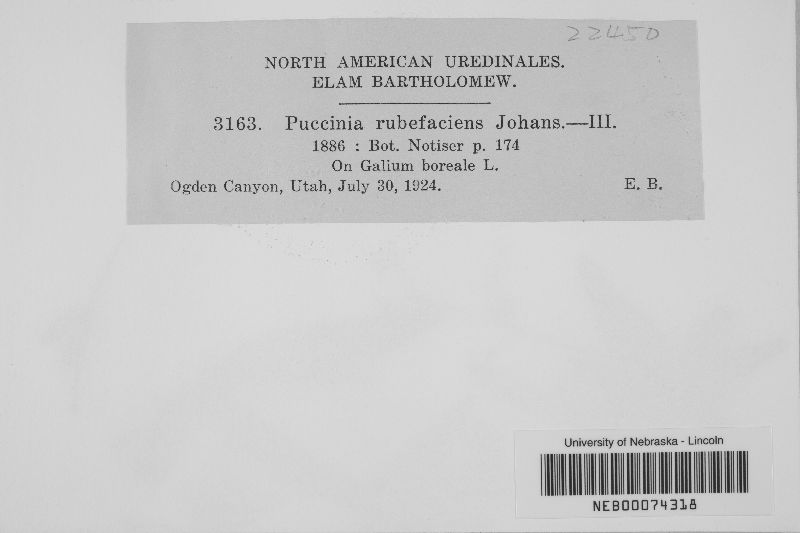 22450
NORTH AMERICAN UREDINALES.
ELAM BARTHOLOMEW.
3163. Puccinia rubefaciens Johans.—III.
1886 : Bot. Notiser p. 174
On Galium boreale L.
Ogden Canyon, Utah, July 30, 1924. E. B.
University of Nebraska - Lincoln
NEB00074318